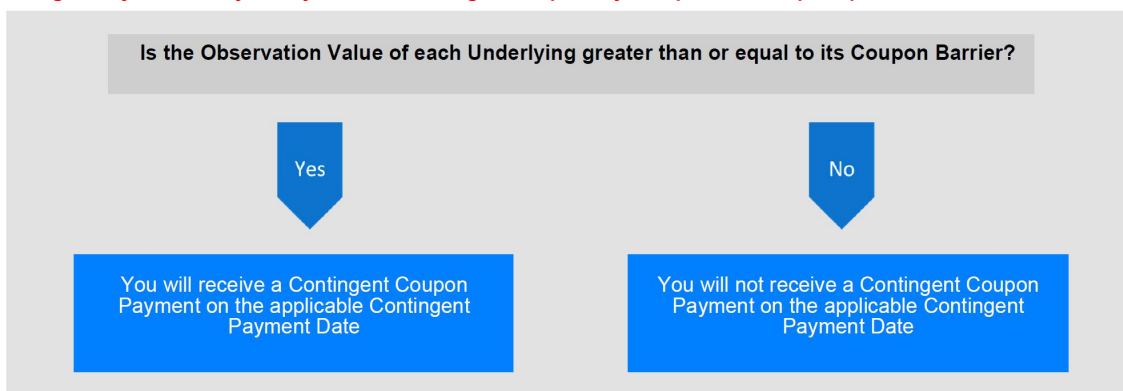 Is the Observation Value of each Underlying greater than or equal to its Coupon Barrier?
Yes
No
You will receive a Contingent Coupon
Payment on the applicable Contingent
Payment Date
You will not receive a Contingent Coupon
Payment on the applicable Contingent
Payment Date